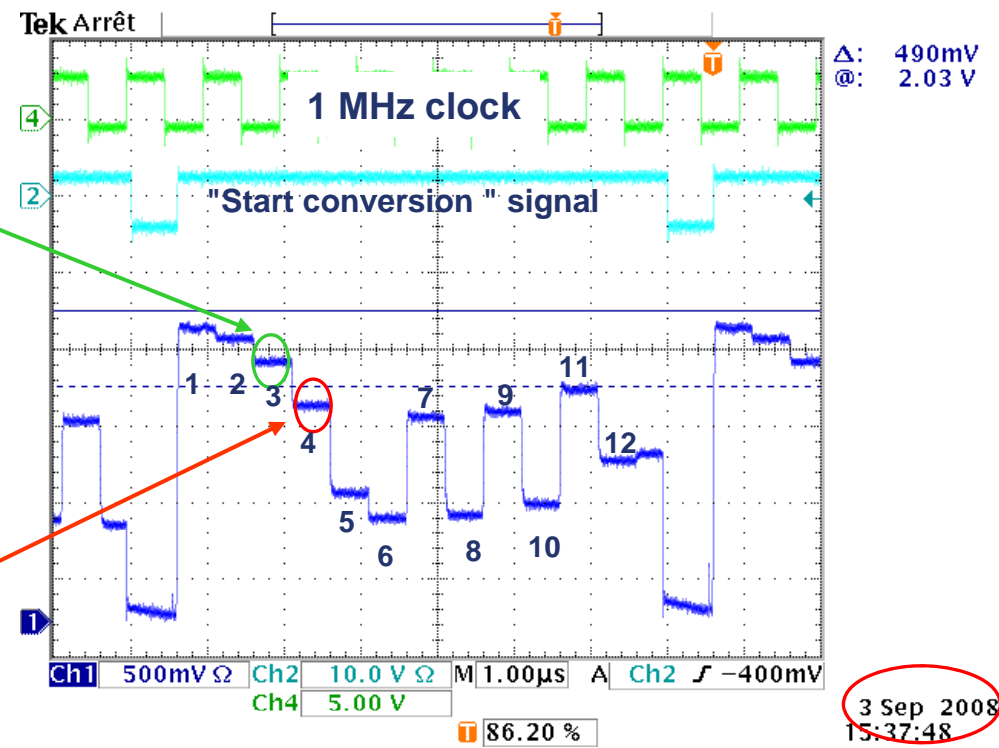 Tek Arrêt
T
T
Δ: 490mV
@: 2.03 V
4
1 MHz clock
2
"Start conversion " signal
1
2
3
4
5
6
7
8
9
10
11
12
1
Ch1 500mV Ω Ch2 10.0 V Ω M 1.00µs A Ch2 ʃ −400mV
Ch4 5.00 V
T 86.20 %
3 Sep 2008
15:37:48